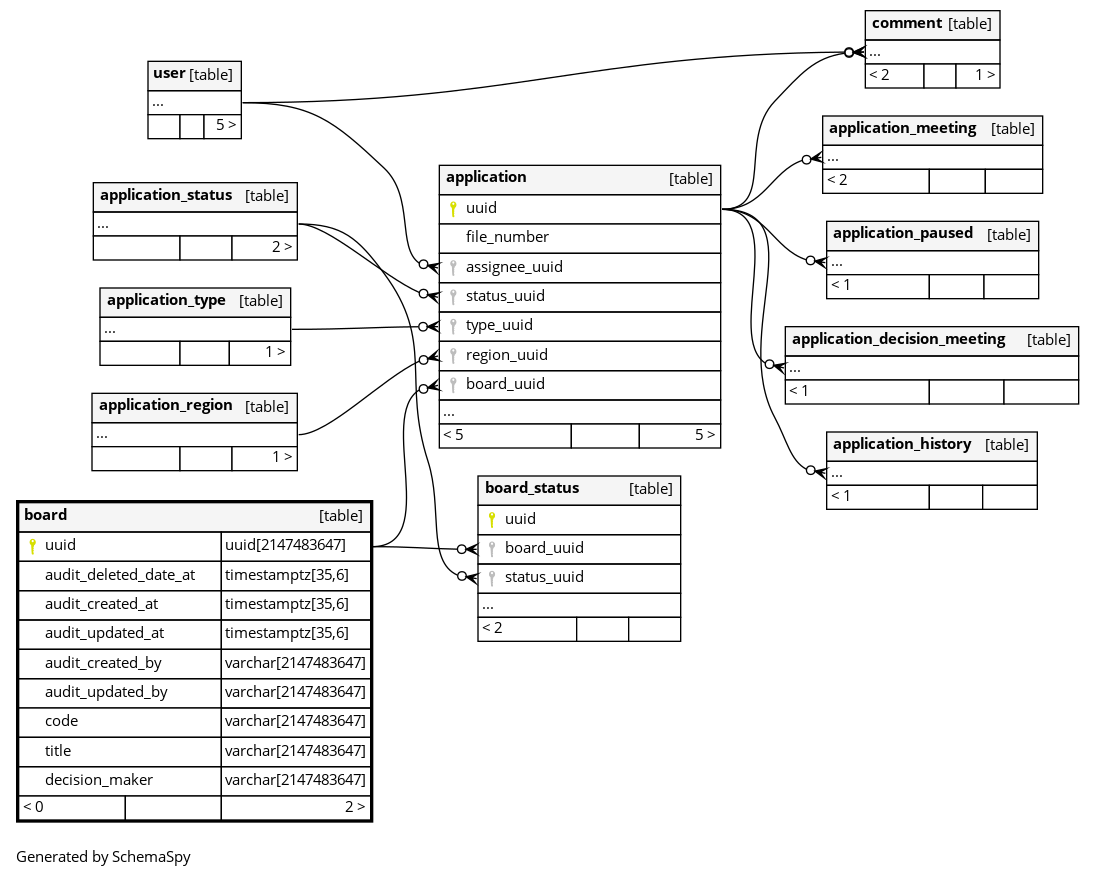 comment [table]
...
< 2 1 >
user [table]
...
5 >
application_meeting [table]
...
< 2
application [table]
uuid
file_number
assignee_uuid
status_uuid
type_uuid
region_uuid
board_uuid
...
< 5 5 >
application_status [table]
...
2 >
application_paused [table]
...
< 1
application_type [table]
...
1 >
application_decision_meeting [table]
...
< 1
application_region [table]
...
1 >
application_history [table]
...
< 1
board_status [table]
uuid
board_uuid
status_uuid
...
< 2
board [table]
uuid uuid[2147483647]
audit_deleted_date_at timestamptz[35,6]
audit_created_at timestamptz[35,6]
audit_updated_at timestamptz[35,6]
audit_created_by varchar[2147483647]
audit_updated_by varchar[2147483647]
code varchar[2147483647]
title varchar[2147483647]
decision_maker varchar[2147483647]
< 0 2 >
Generated by SchemaSpy